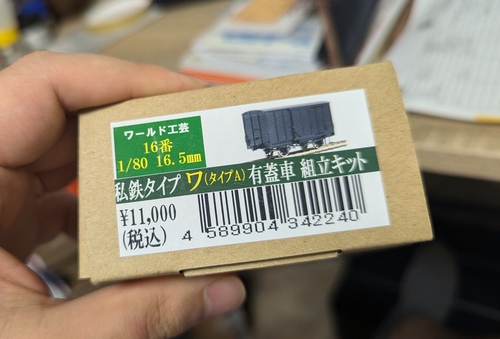 ワールド工芸
16番
1/80 16.5mm
私鉄タイプ ワ(タイプA) 有蓋車 組立キット
¥11,000
(税込)
4 589904 342240